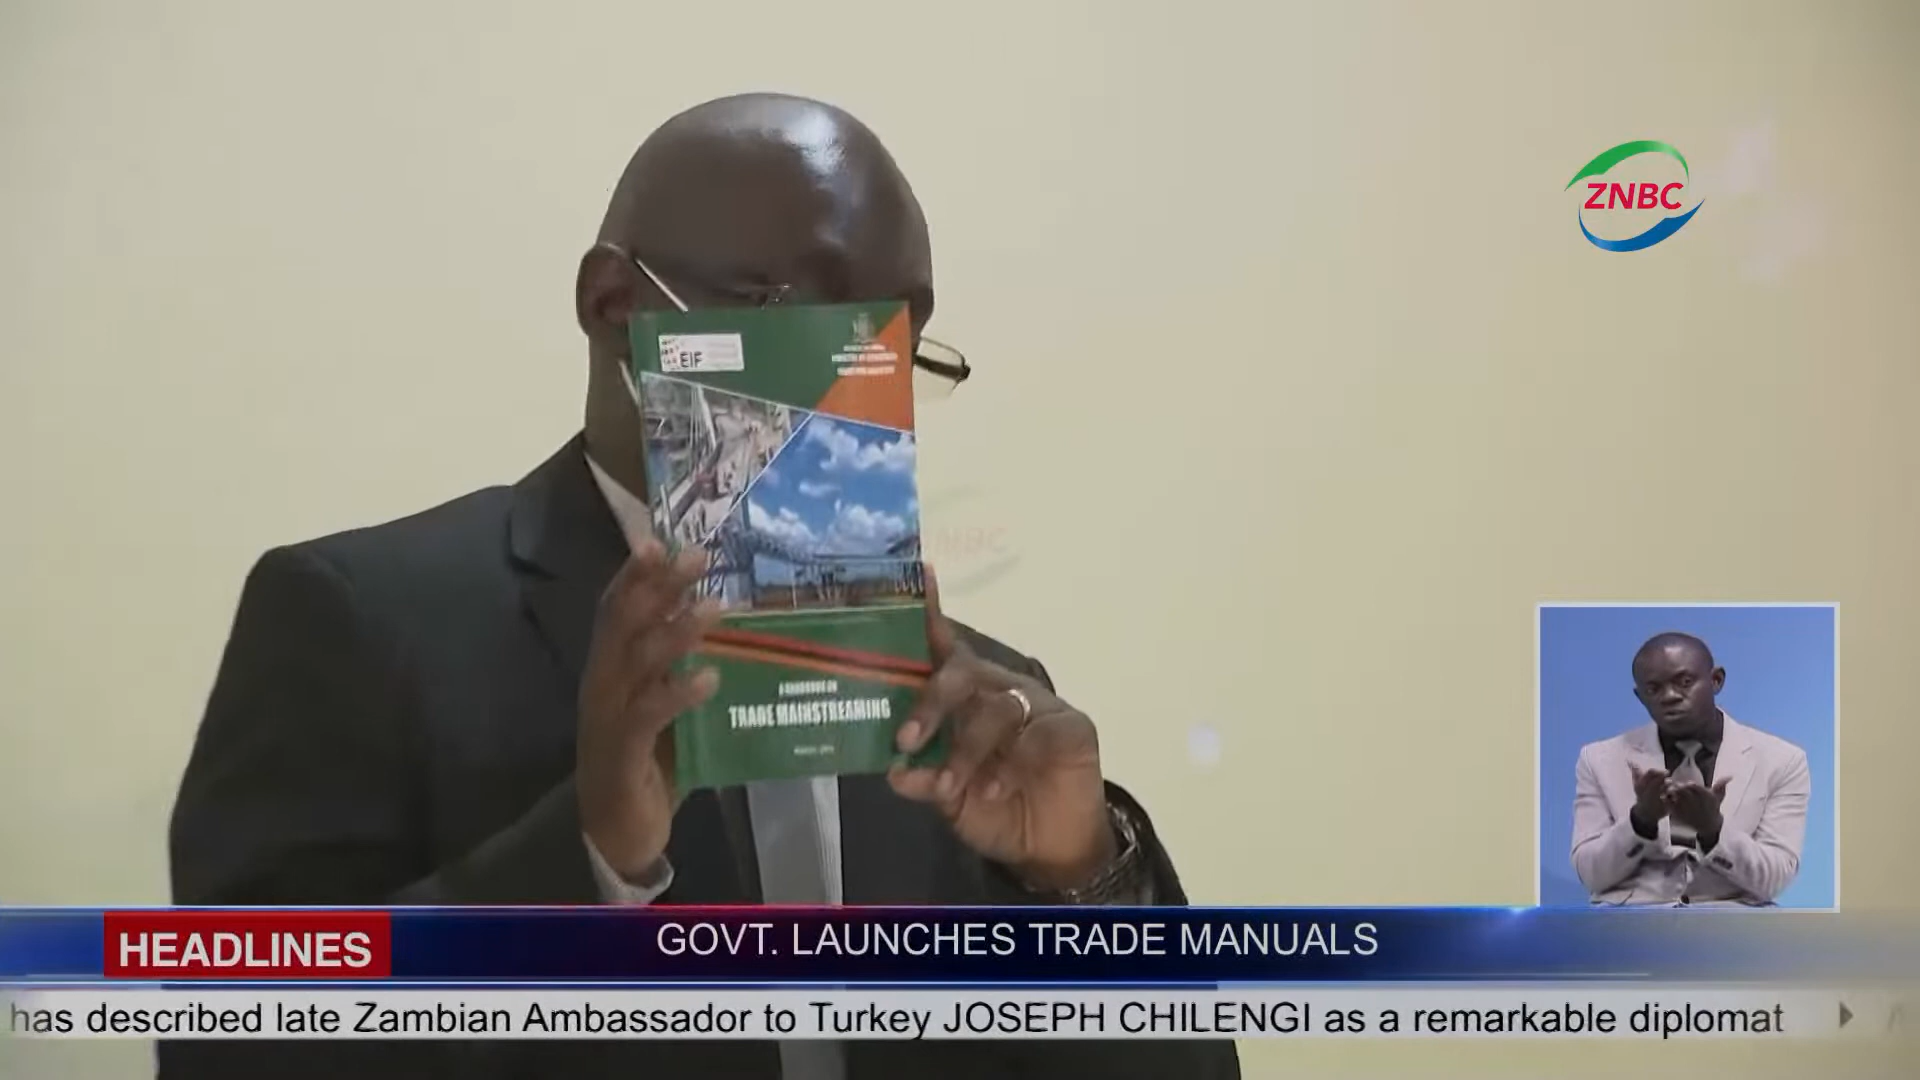 ZNBC
EIF
TRADE MAINSTREAMING
HEADLINES
GOVT. LAUNCHES TRADE MANUALS
has described late Zambian Ambassador to Turkey JOSEPH CHILENGI as a remarkable diplomat